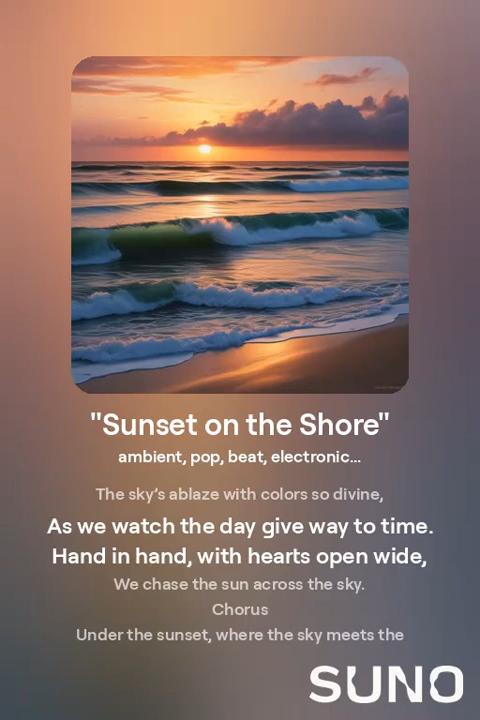 "Sunset on the Shore"
ambient, pop, beat, electronic...
The sky's ablaze with colors so divine,
As we watch the day give way to time.
Hand in hand, with hearts open wide,
We chase the sun across the sky.
Chorus
Under the sunset, where the sky meets the
SUNO